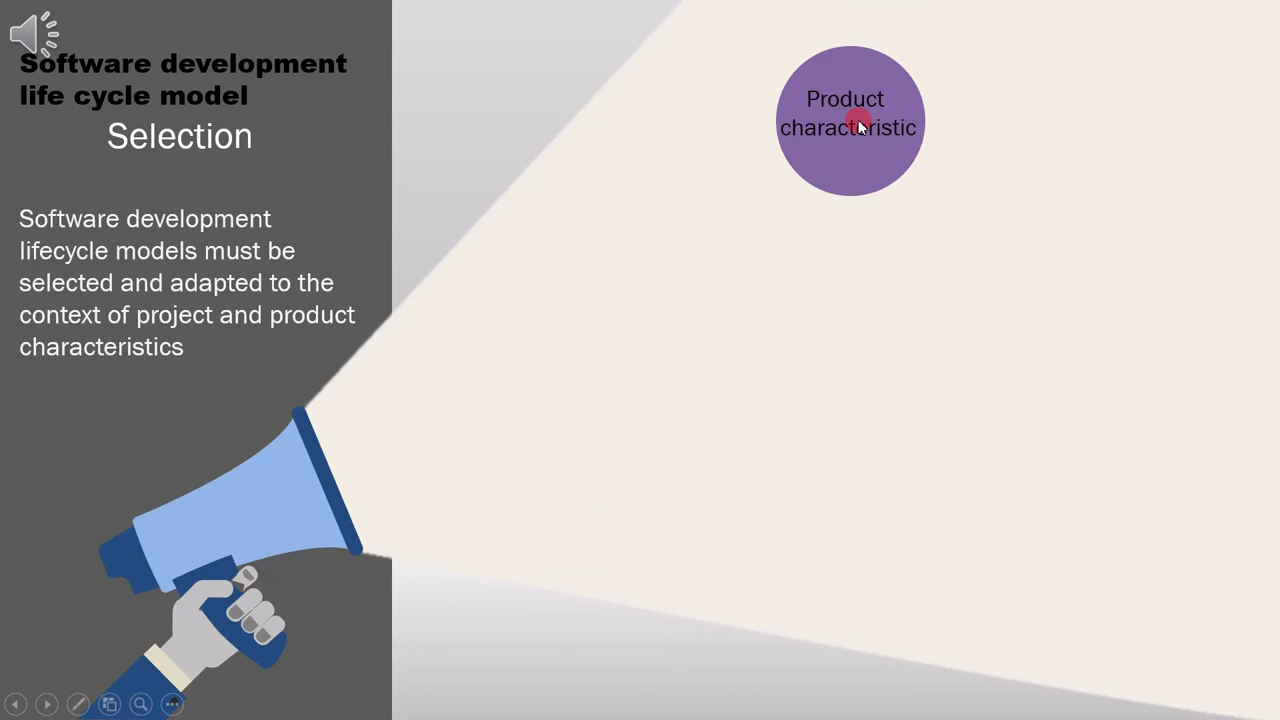 Software development
life cycle model
Selection
Software development
lifecycle models must be
selected and adapted to the
context of project and product
characteristics
Product
characteristic